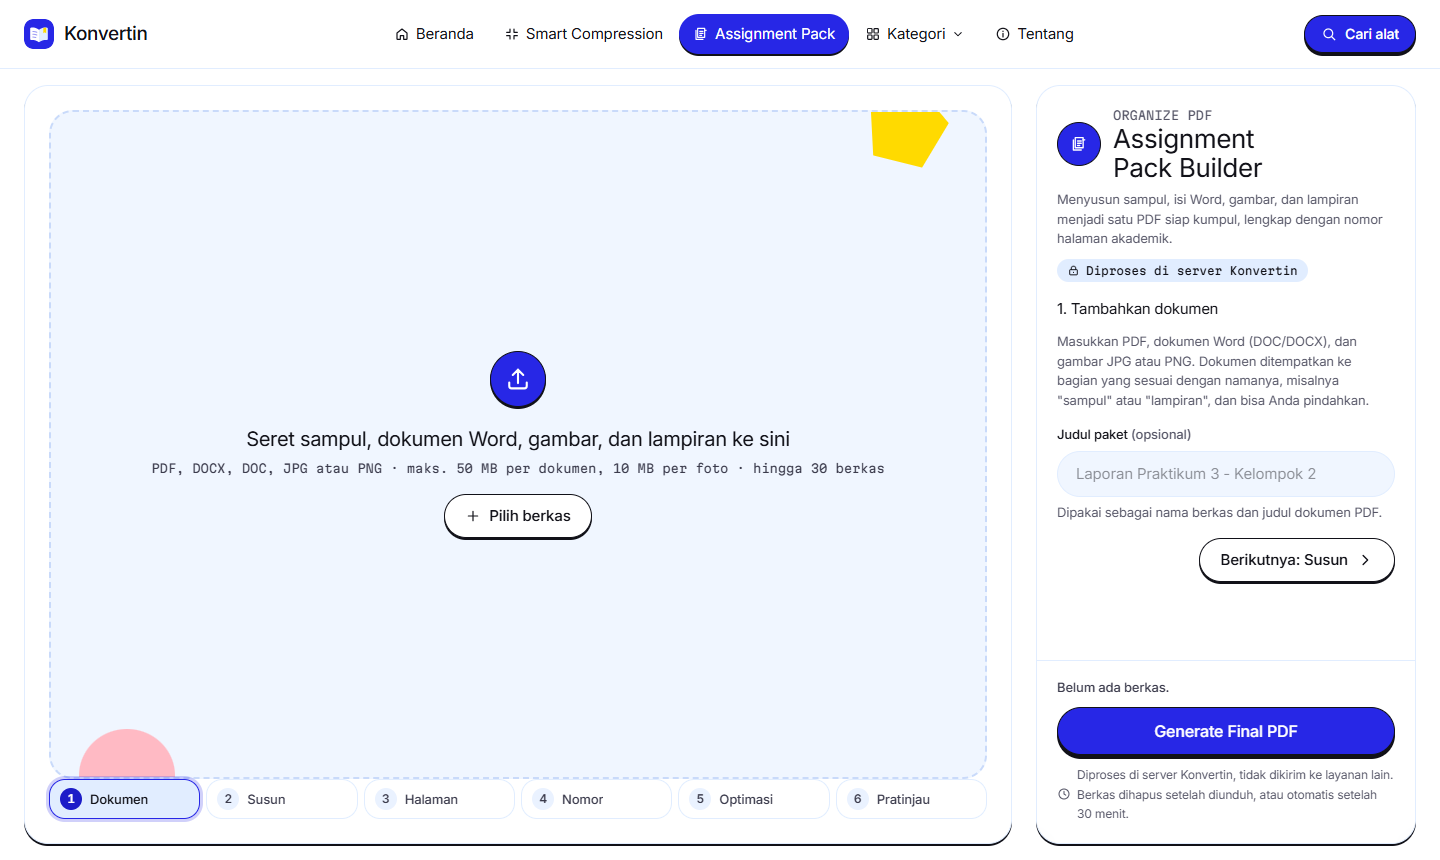 Konvertin
Beranda
Smart Compression
Assignment Pack
Kategori
Tentang
Cari alat
Seret sampul, dokumen Word, gambar, dan lampiran ke sini
PDF, DOCX, DOC, JPG atau PNG · maks. 50 MB per dokumen, 10 MB per foto · hingga 30 berkas
Pilih berkas
1 Dokumen
2 Susun
3 Halaman
4 Nomor
5 Optimasi
6 Pratinjau
ORGANIZE PDF
Assignment
Pack Builder
Menyusun sampul, isi Word, gambar, dan lampiran
menjadi satu PDF siap kumpul, lengkap dengan nomor
halaman akademik.
Diproses di server Konvertin
1. Tambahkan dokumen
Masukkan PDF, dokumen Word (DOC/DOCX), dan
gambar JPG atau PNG. Dokumen ditempatkan ke
bagian yang sesuai dengan namanya, misalnya
"sampul" atau "lampiran", dan bisa Anda pindahkan.
Judul paket (opsional)
Laporan Praktikum 3 - Kelompok 2
Dipakai sebagai nama berkas dan judul dokumen PDF.
Berikutnya: Susun
Belum ada berkas.
Generate Final PDF
Diproses di server Konvertin, tidak dikirim ke layanan lain.
Berkas dihapus setelah diunduh, atau otomatis setelah
30 menit.